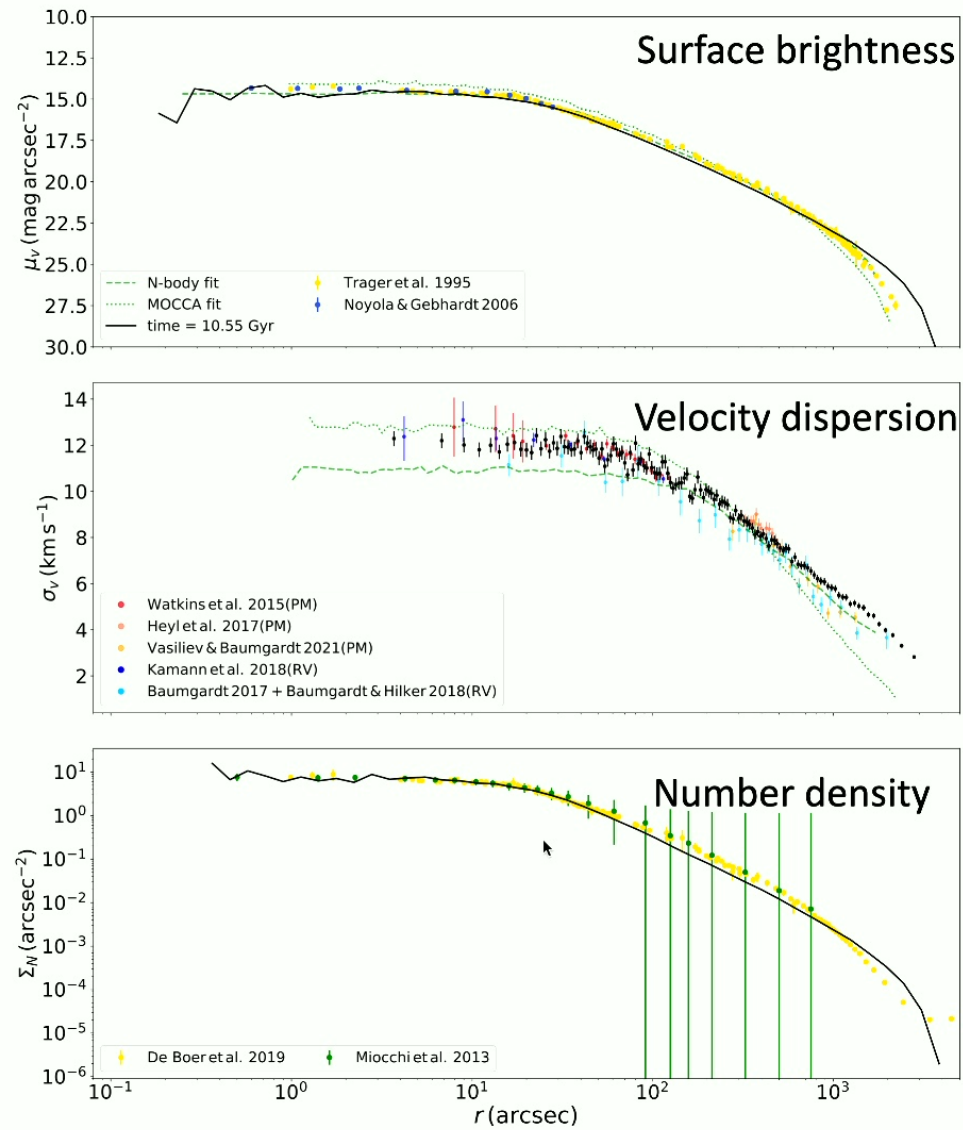 Surface brightness
10.0
12.5
15.0
17.5
20.0
22.5
25.0
27.5
30.0
μv (mag arcsec−2)
N-body fit
MOCCA fit
time = 10.55 Gyr
Trager et al. 1995
Noyola & Gebhardt 2006
Velocity dispersion
14
12
10
8
6
4
2
σv (km s−1)
Watkins et al. 2015(PM)
Heyl et al. 2017(PM)
Vasiliev & Baumgardt 2021(PM)
Kamann et al. 2018(RV)
Baumgardt 2017 + Baumgardt & Hilker 2018(RV)
Number density
10^1
10^0
10^−1
10^−2
10^−3
10^−4
10^−5
10^−6
ΣN (arcsec−2)
De Boer et al. 2019
Miocchi et al. 2013
10^−1 10^0 10^1 10^2 10^3
r (arcsec)